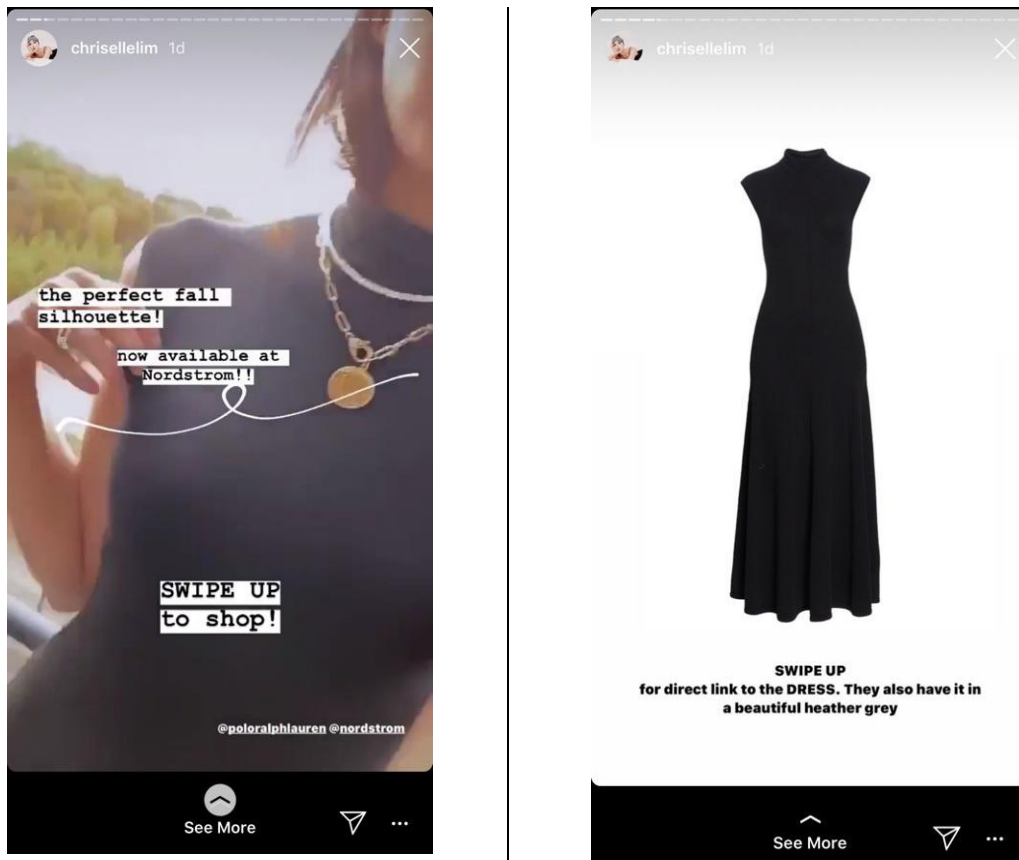 chrisellelim 1d
the perfect fall
silhouette!
now available at
Nordstrom!!
SWIPE UP
to shop!
@poloralphlauren @nordstrom
See More
chrisellelim 1d
SWIPE UP
for direct link to the DRESS. They also have it in
a beautiful heather grey
See More